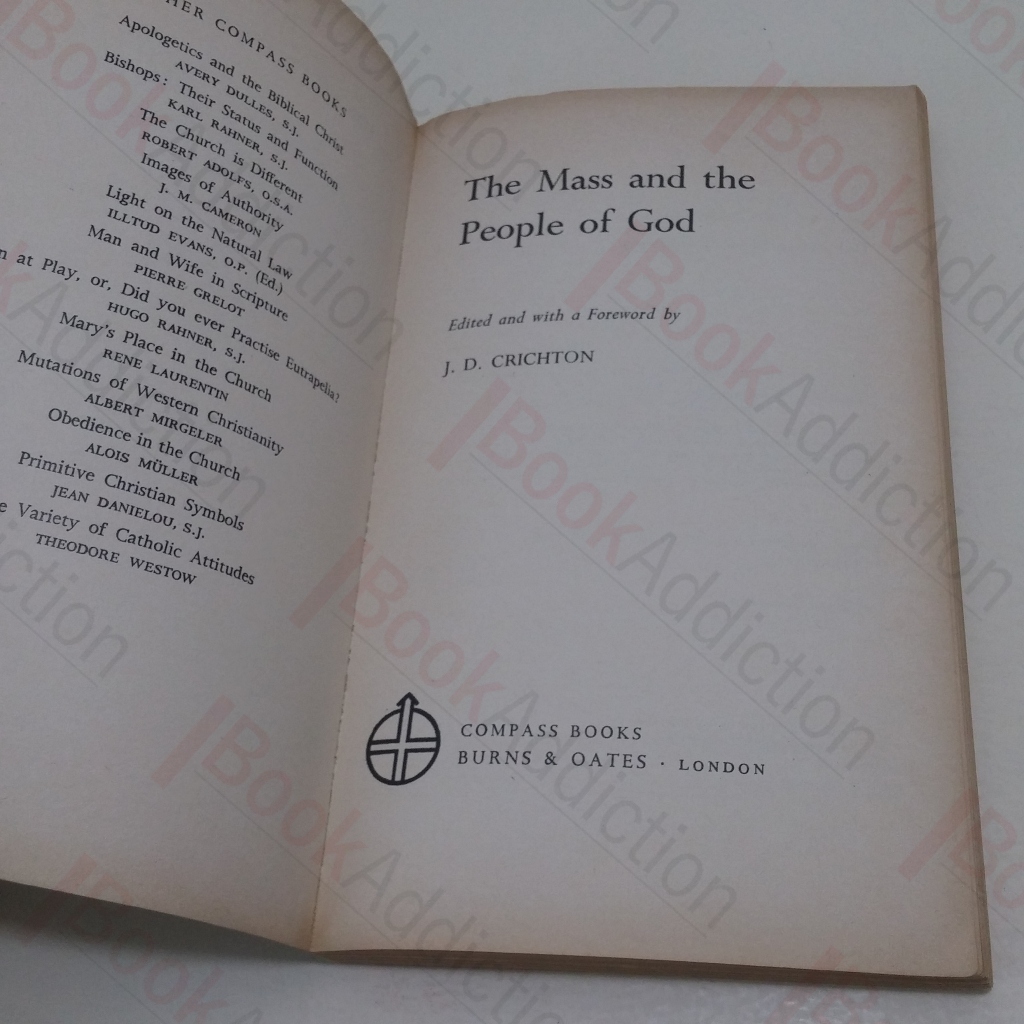 HER COMPASS BOOKS
Apologetics and the Biblical Christ
AVERY DULLES, S.J.
Bishops: Their Status and Function
KARL RAHNER, S.J.
The Church is Different
ROBERT ADOLFS, O.S.A.
Images of Authority
J. M. CAMERON
Light on the Natural Law
ILLTUD EVANS, O.P. (Ed.)
Man and Wife in Scripture
PIERRE GRELOT
n at Play, or, Did you ever Practise Eutrapelia?
HUGO RAHNER, S.J.
Mary's Place in the Church
RENE LAURENTIN
Mutations of Western Christianity
ALBERT MIRGELER
Obedience in the Church
ALOIS MÜLLER
Primitive Christian Symbols
JEAN DANIELOU, S.J.
e Variety of Catholic Attitudes
THEODORE WESTOW
The Mass and the
People of God
Edited and with a Foreword by
J. D. CRICHTON
COMPASS BOOKS
BURNS & OATES · LONDON
BookAddiction